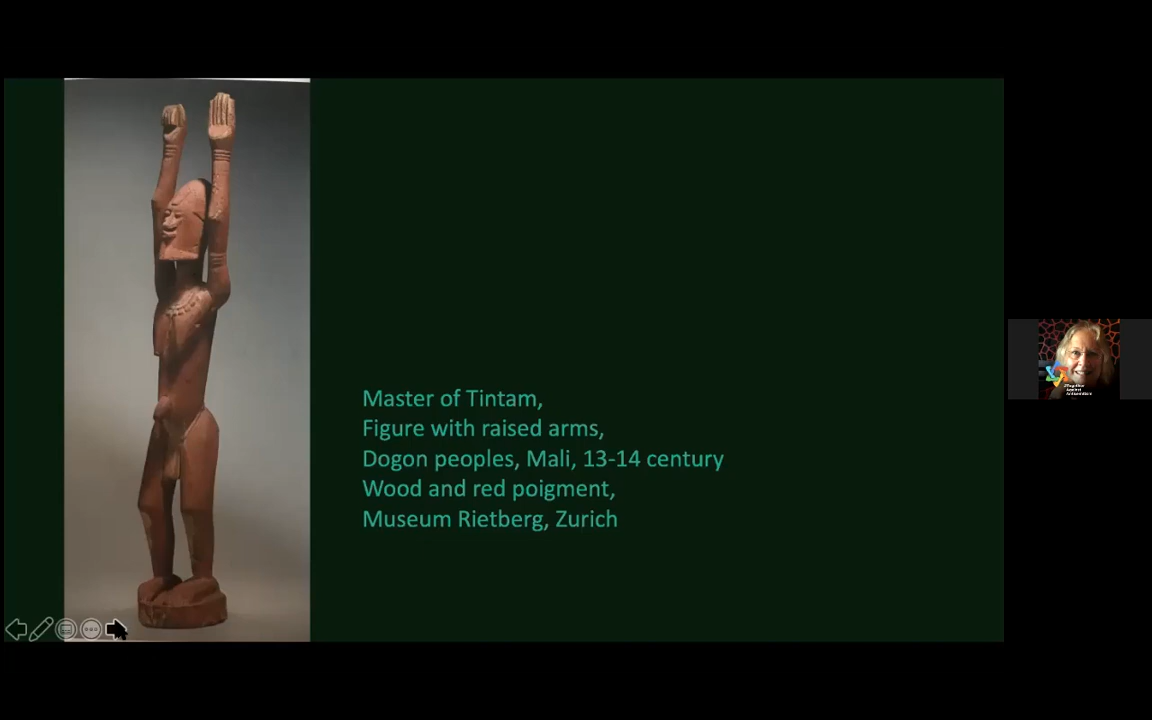 Master of Tintam,
Figure with raised arms,
Dogon peoples, Mali, 13-14 century
Wood and red poigment,
Museum Rietberg, Zurich